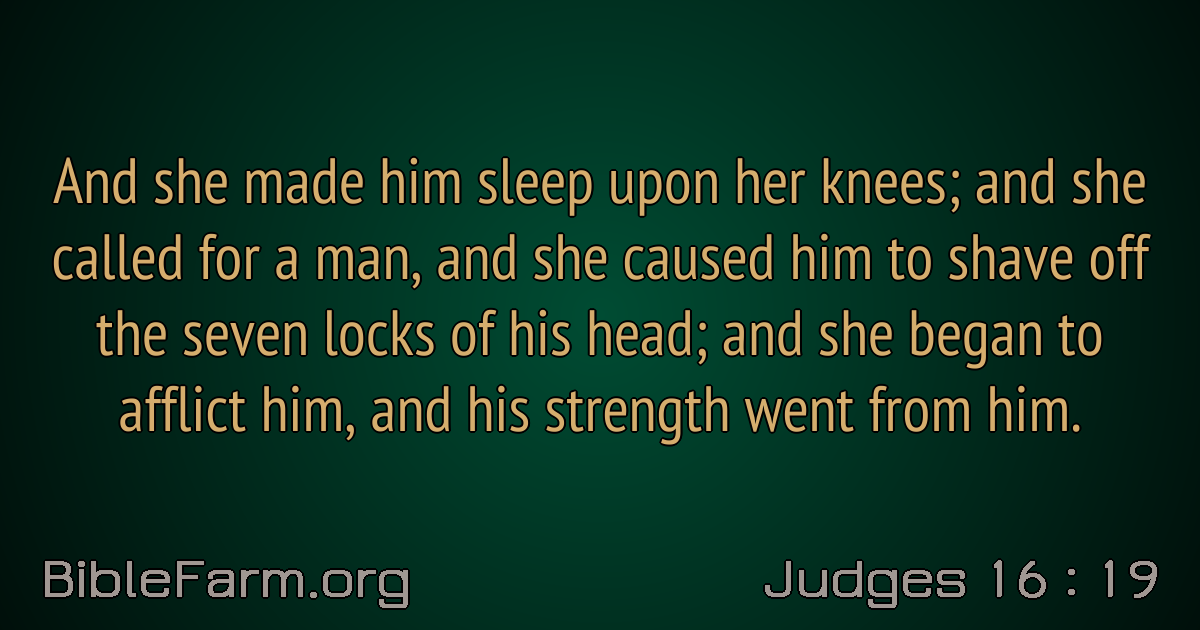 And she made him sleep upon her knees; and she
called for a man, and she caused him to shave off
the seven locks of his head; and she began to
afflict him, and his strength went from him.
BibleFarm.org
Judges 16 : 19